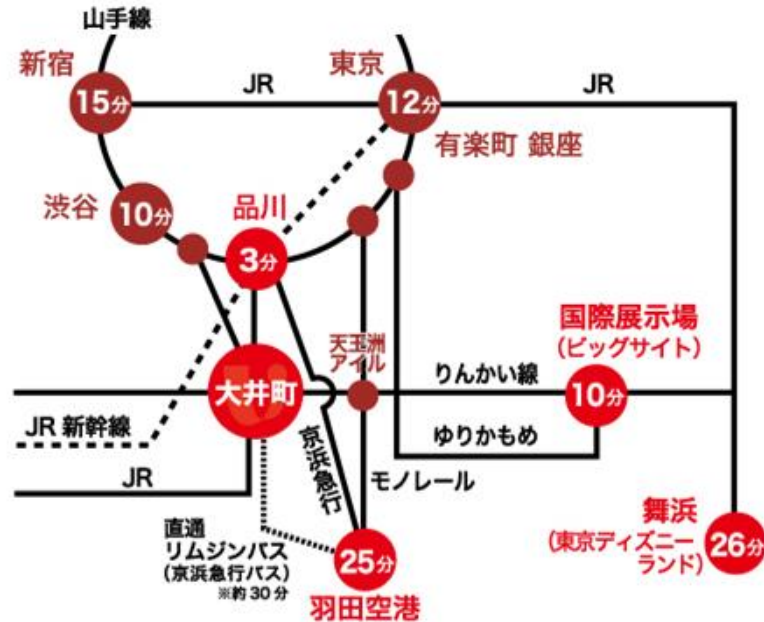 山手線
新宿
15分
JR
東京
12分
JR
有楽町 銀座
渋谷
10分
品川
3分
天王洲
アイル
国際展示場
(ビッグサイト)
大井町
りんかい線
10分
JR 新幹線
ゆりかもめ
京浜急行
モノレール
JR
直通
リムジンバス
(京浜急行バス)
※約30分
25分
羽田空港
舞浜
(東京ディズニー
ランド)
26分